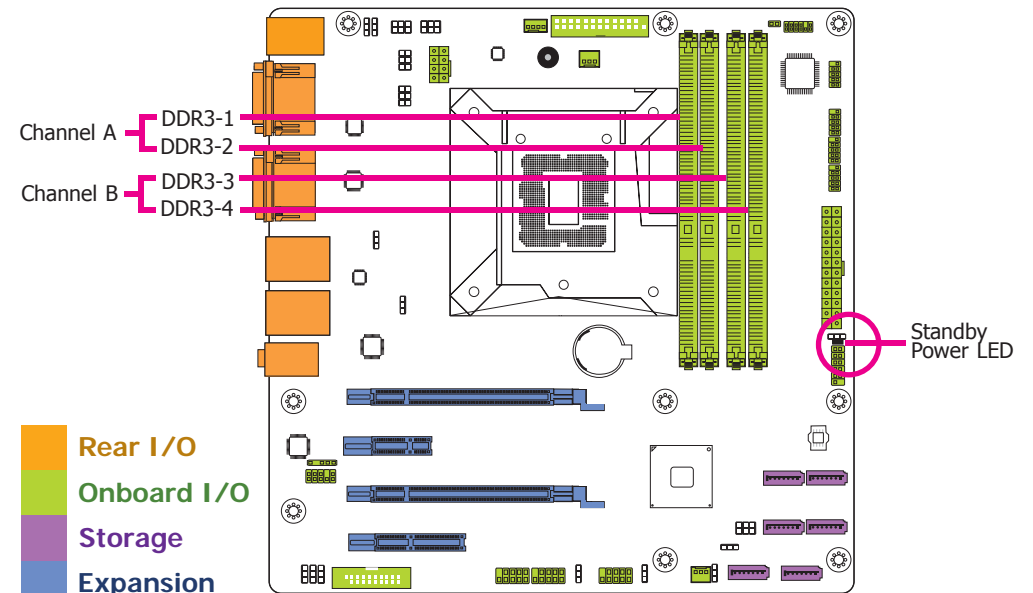 Channel A
DDR3-1
DDR3-2
Channel B
DDR3-3
DDR3-4
Standby
Power LED
Rear I/O
Onboard I/O
Storage
Expansion